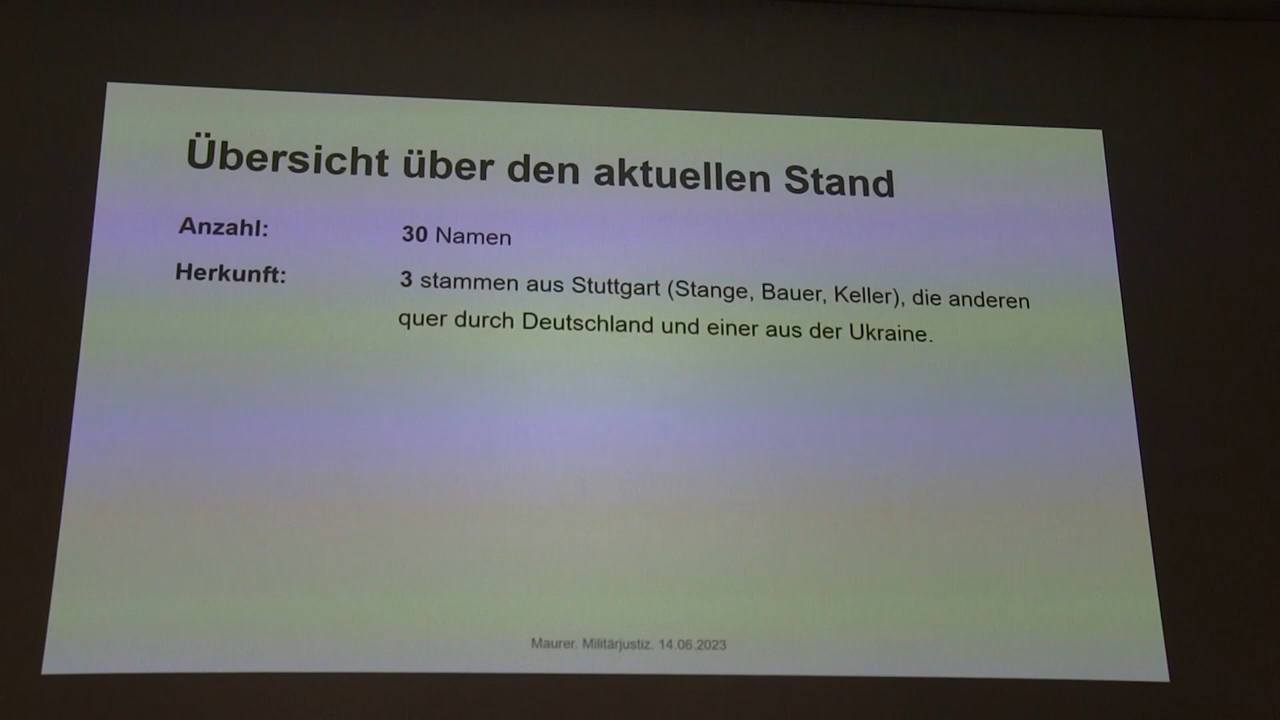 Übersicht über den aktuellen Stand
Anzahl: 30 Namen
Herkunft: 3 stammen aus Stuttgart (Stange, Bauer, Keller), die anderen
quer durch Deutschland und einer aus der Ukraine.
Maurer. Militärjustiz. 14.06.2023